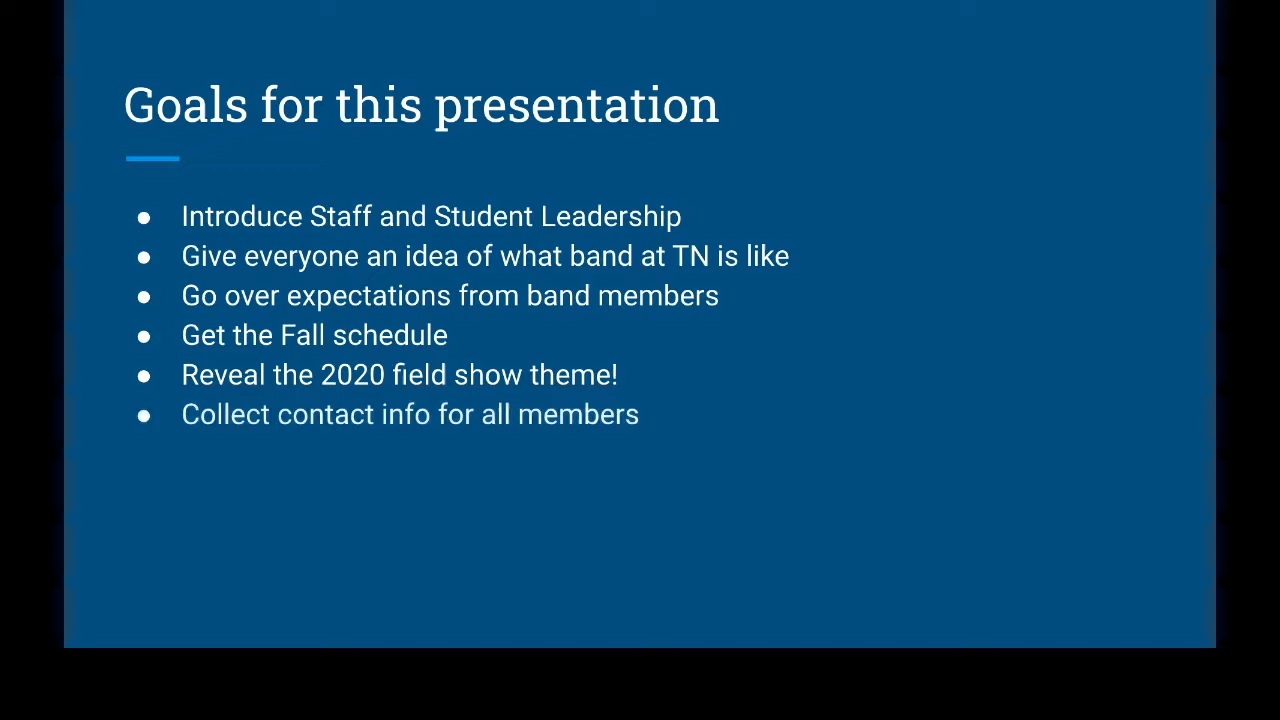 Goals for this presentation
● Introduce Staff and Student Leadership
● Give everyone an idea of what band at TN is like
● Go over expectations from band members
● Get the Fall schedule
● Reveal the 2020 field show theme!
● Collect contact info for all members